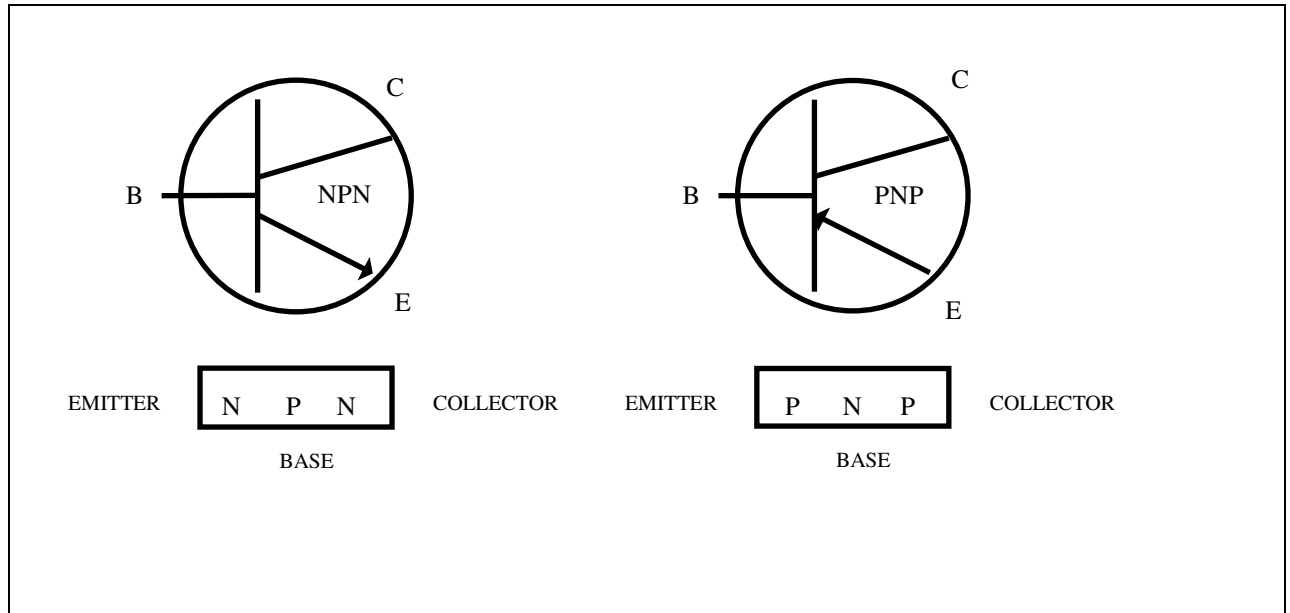 C C
B NPN B PNP
E E
EMITTER N P N COLLECTOR EMITTER P N P COLLECTOR
BASE BASE